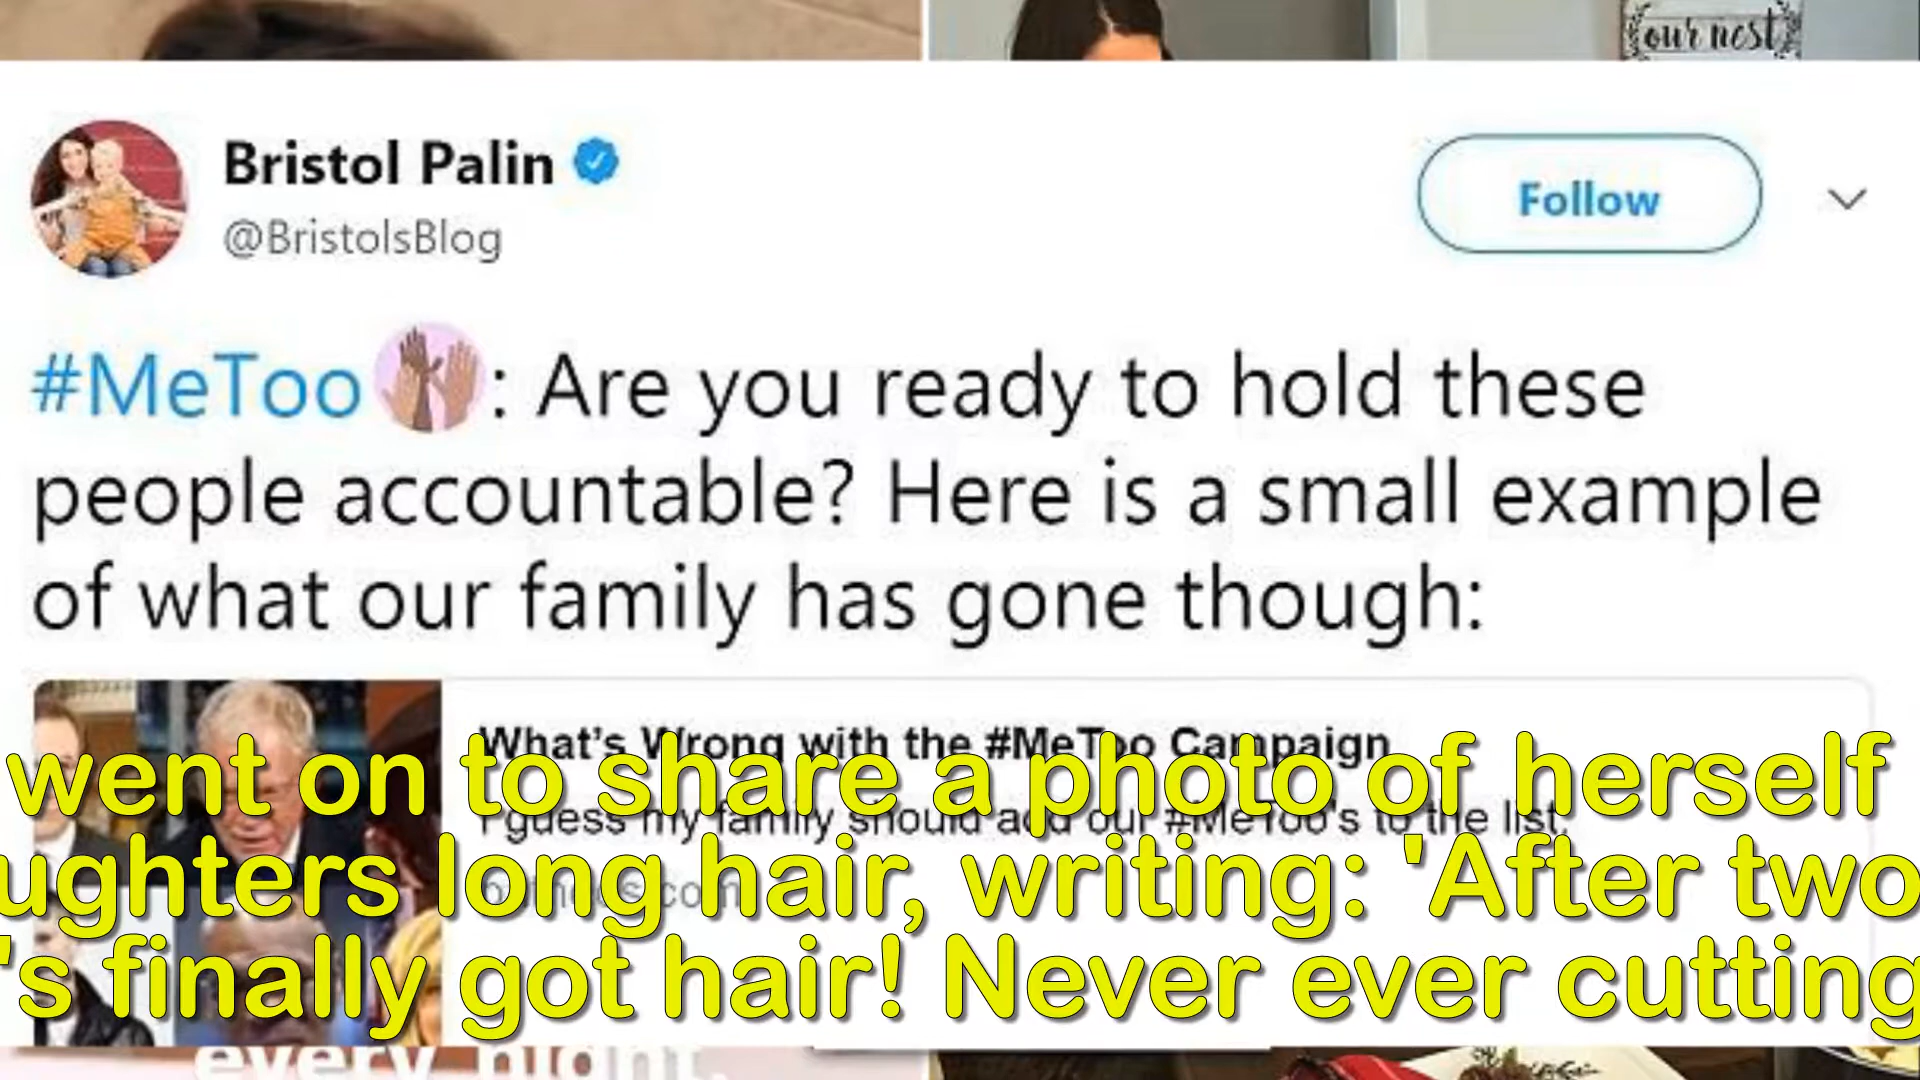 our nest
Bristol Palin
@BristolsBlog
Follow
#MeToo : Are you ready to hold these
people accountable? Here is a small example
of what our family has gone though:
What's Wrong with the #MeToo Campaign
I guess my family should add our #MeToo's to the list.
went on to share a photo of herself
ughters long hair, writing: 'After two
's finally got hair! Never ever cutting
every night.